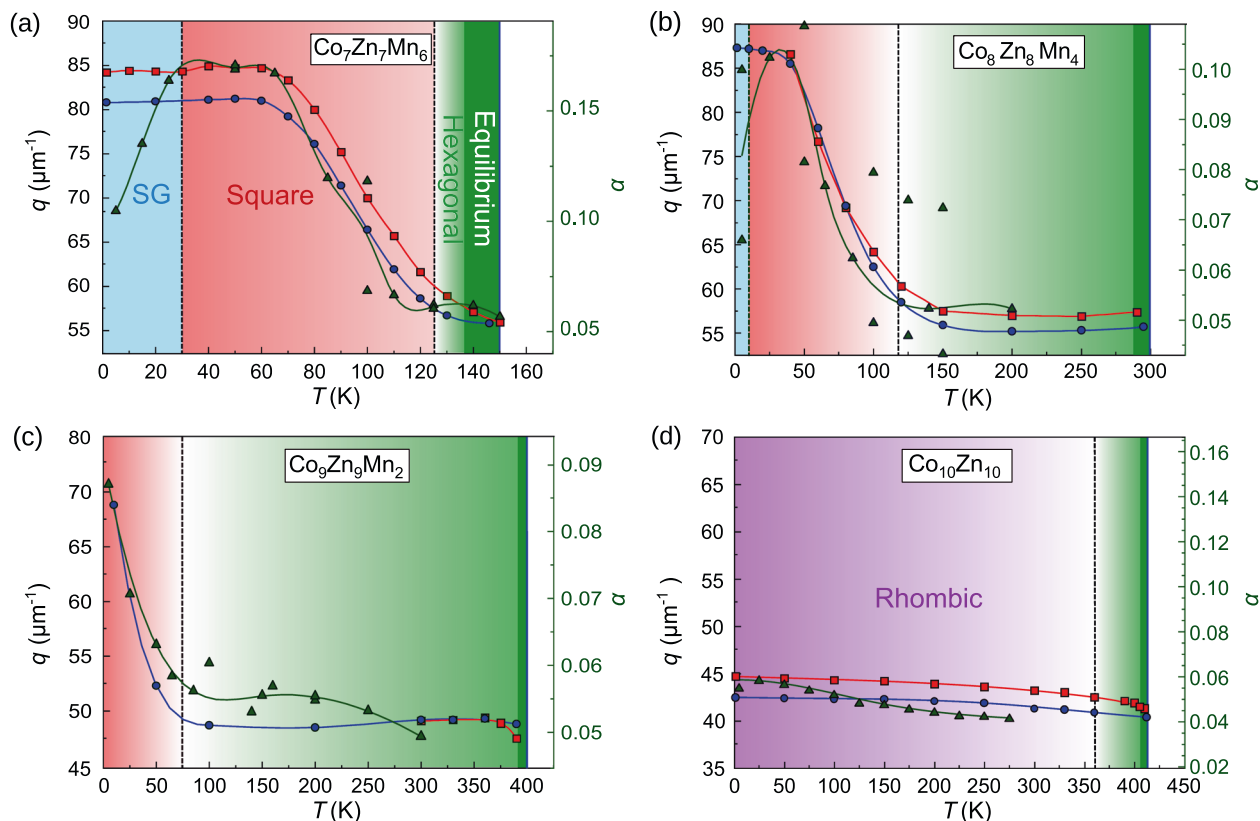 (a)
90
85
80
75
70
65
60
55
q (μm⁻¹)
Co₇Zn₇Mn₆
SG
Square
Hexagonal
Equilibrium
0.15
0.10
0.05
α
0 20 40 60 80 100 120 140 160
T (K)
(b)
90
85
80
75
70
65
60
55
q (μm⁻¹)
Co₈Zn₈Mn₄
0.10
0.09
0.08
0.07
0.06
0.05
α
0 50 100 150 200 250 300
T (K)
(c)
80
70
65
60
55
50
45
q (μm⁻¹)
Co₉Zn₉Mn₂
0.09
0.08
0.07
0.06
0.05
α
0 50 100 150 200 250 300 350 400
T (K)
(d)
70
65
60
55
50
45
40
35
q (μm⁻¹)
Co₁₀Zn₁₀
Rhombic
0.16
0.14
0.12
0.10
0.08
0.06
0.04
0.02
α
0 50 100 150 200 250 300 350 400 450
T (K)